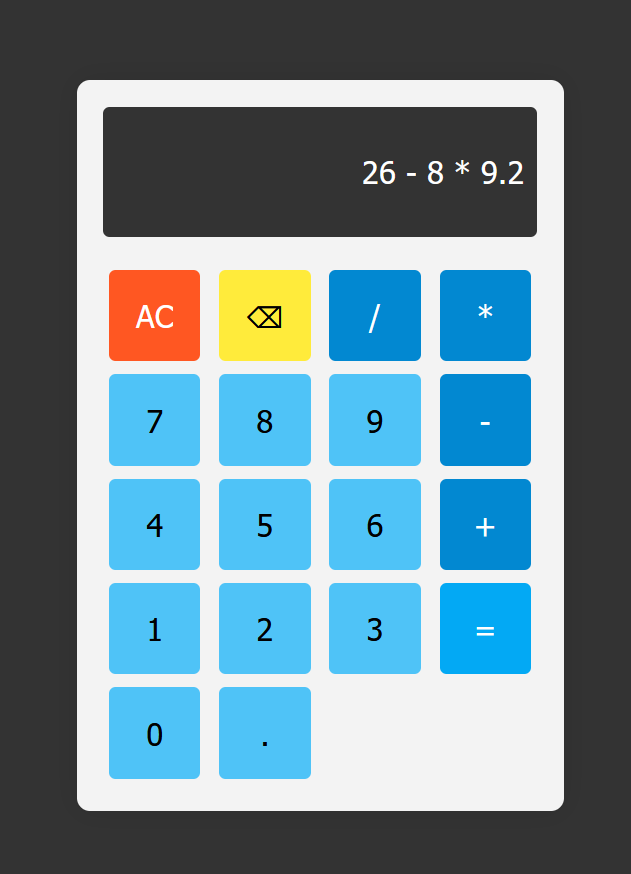 26 - 8 * 9.2
AC ⌫ / *
7 8 9 -
4 5 6 +
1 2 3 =
0 .